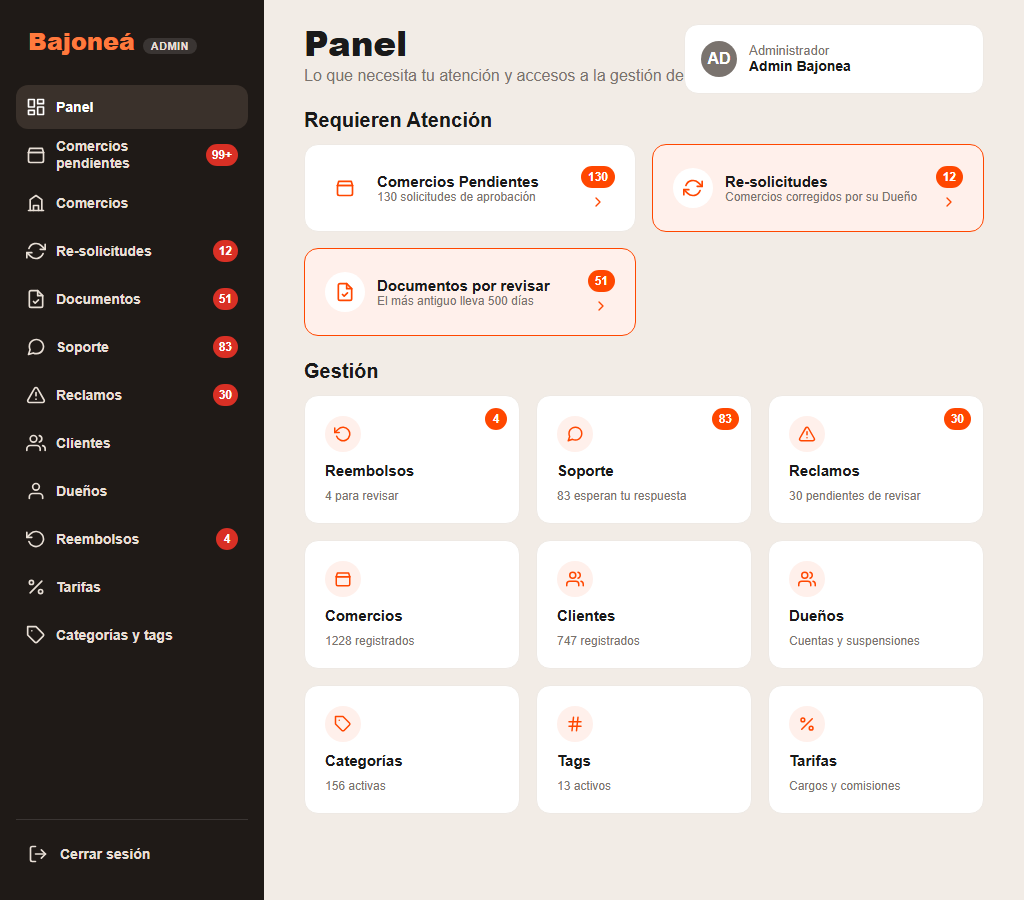 Bajoneá ADMIN
Panel
Comercios
pendientes
99+
Comercios
Re-solicitudes
12
Documentos
51
Soporte
83
Reclamos
30
Clientes
Dueños
Reembolsos
4
Tarifas
Categorías y tags
Cerrar sesión
Panel
Lo que necesita tu atención y accesos a la gestión de
AD
Administrador
Admin Bajonea
Requieren Atención
Comercios Pendientes
130 solicitudes de aprobación
130
Re-solicitudes
Comercios corregidos por su Dueño
12
Documentos por revisar
El más antiguo lleva 500 días
51
Gestión
4
Reembolsos
4 para revisar
83
Soporte
83 esperan tu respuesta
30
Reclamos
30 pendientes de revisar
Comercios
1228 registrados
Clientes
747 registrados
Dueños
Cuentas y suspensiones
Categorías
156 activas
Tags
13 activos
Tarifas
Cargos y comisiones